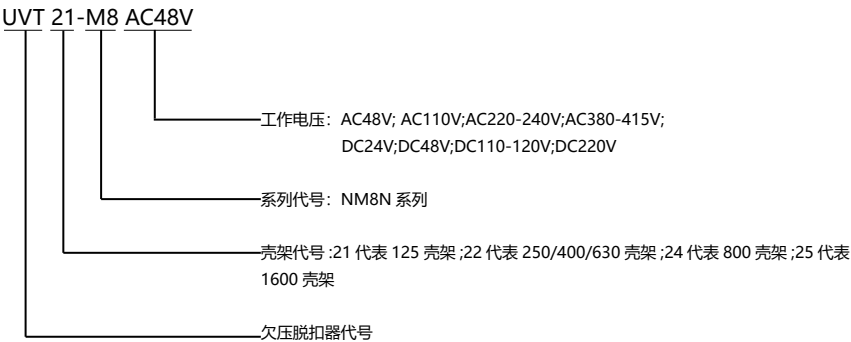 UVT 21-M8 AC48V
工作电压：AC48V; AC110V;AC220-240V;AC380-415V;
DC24V;DC48V;DC110-120V;DC220V
系列代号：NM8N 系列
壳架代号 :21 代表 125 壳架 ;22 代表 250/400/630 壳架 ;24 代表 800 壳架 ;25 代表
1600 壳架
欠压脱扣器代号